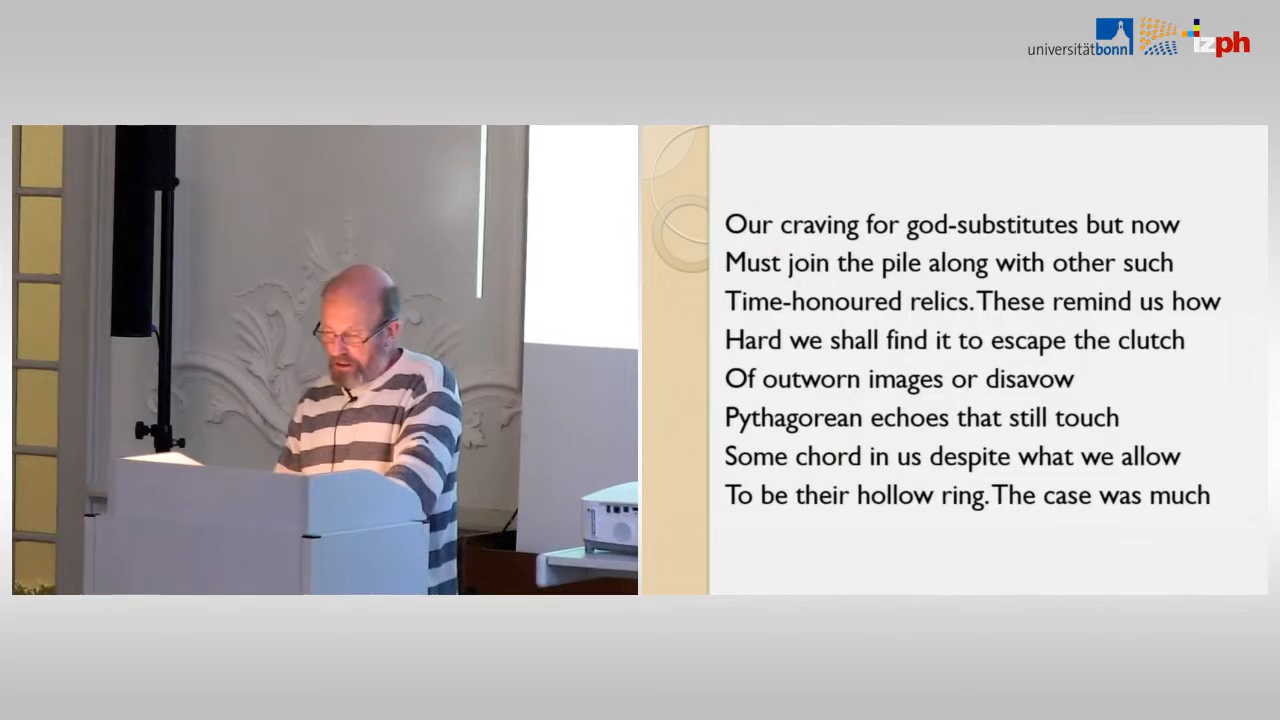 universitätbonn
izph
Our craving for god-substitutes but now
Must join the pile along with other such
Time-honoured relics. These remind us how
Hard we shall find it to escape the clutch
Of outworn images or disavow
Pythagorean echoes that still touch
Some chord in us despite what we allow
To be their hollow ring. The case was much